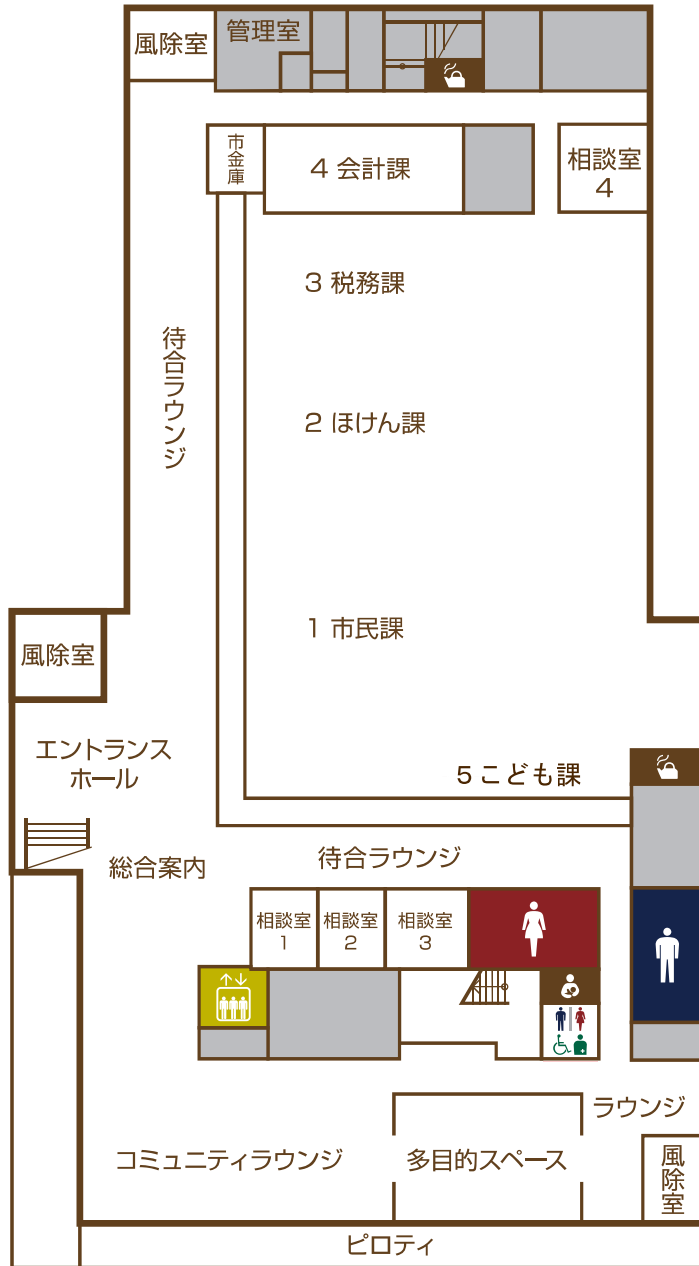 風除室
管理室
市金庫
4 会計課
相談室
4
3 税務課
待合ラウンジ
2 ほけん課
1 市民課
風除室
エントランス
ホール
5 こども課
総合案内
待合ラウンジ
相談室
1
相談室
2
相談室
3
ラウンジ
コミュニティラウンジ
多目的スペース
風除室
ピロティ